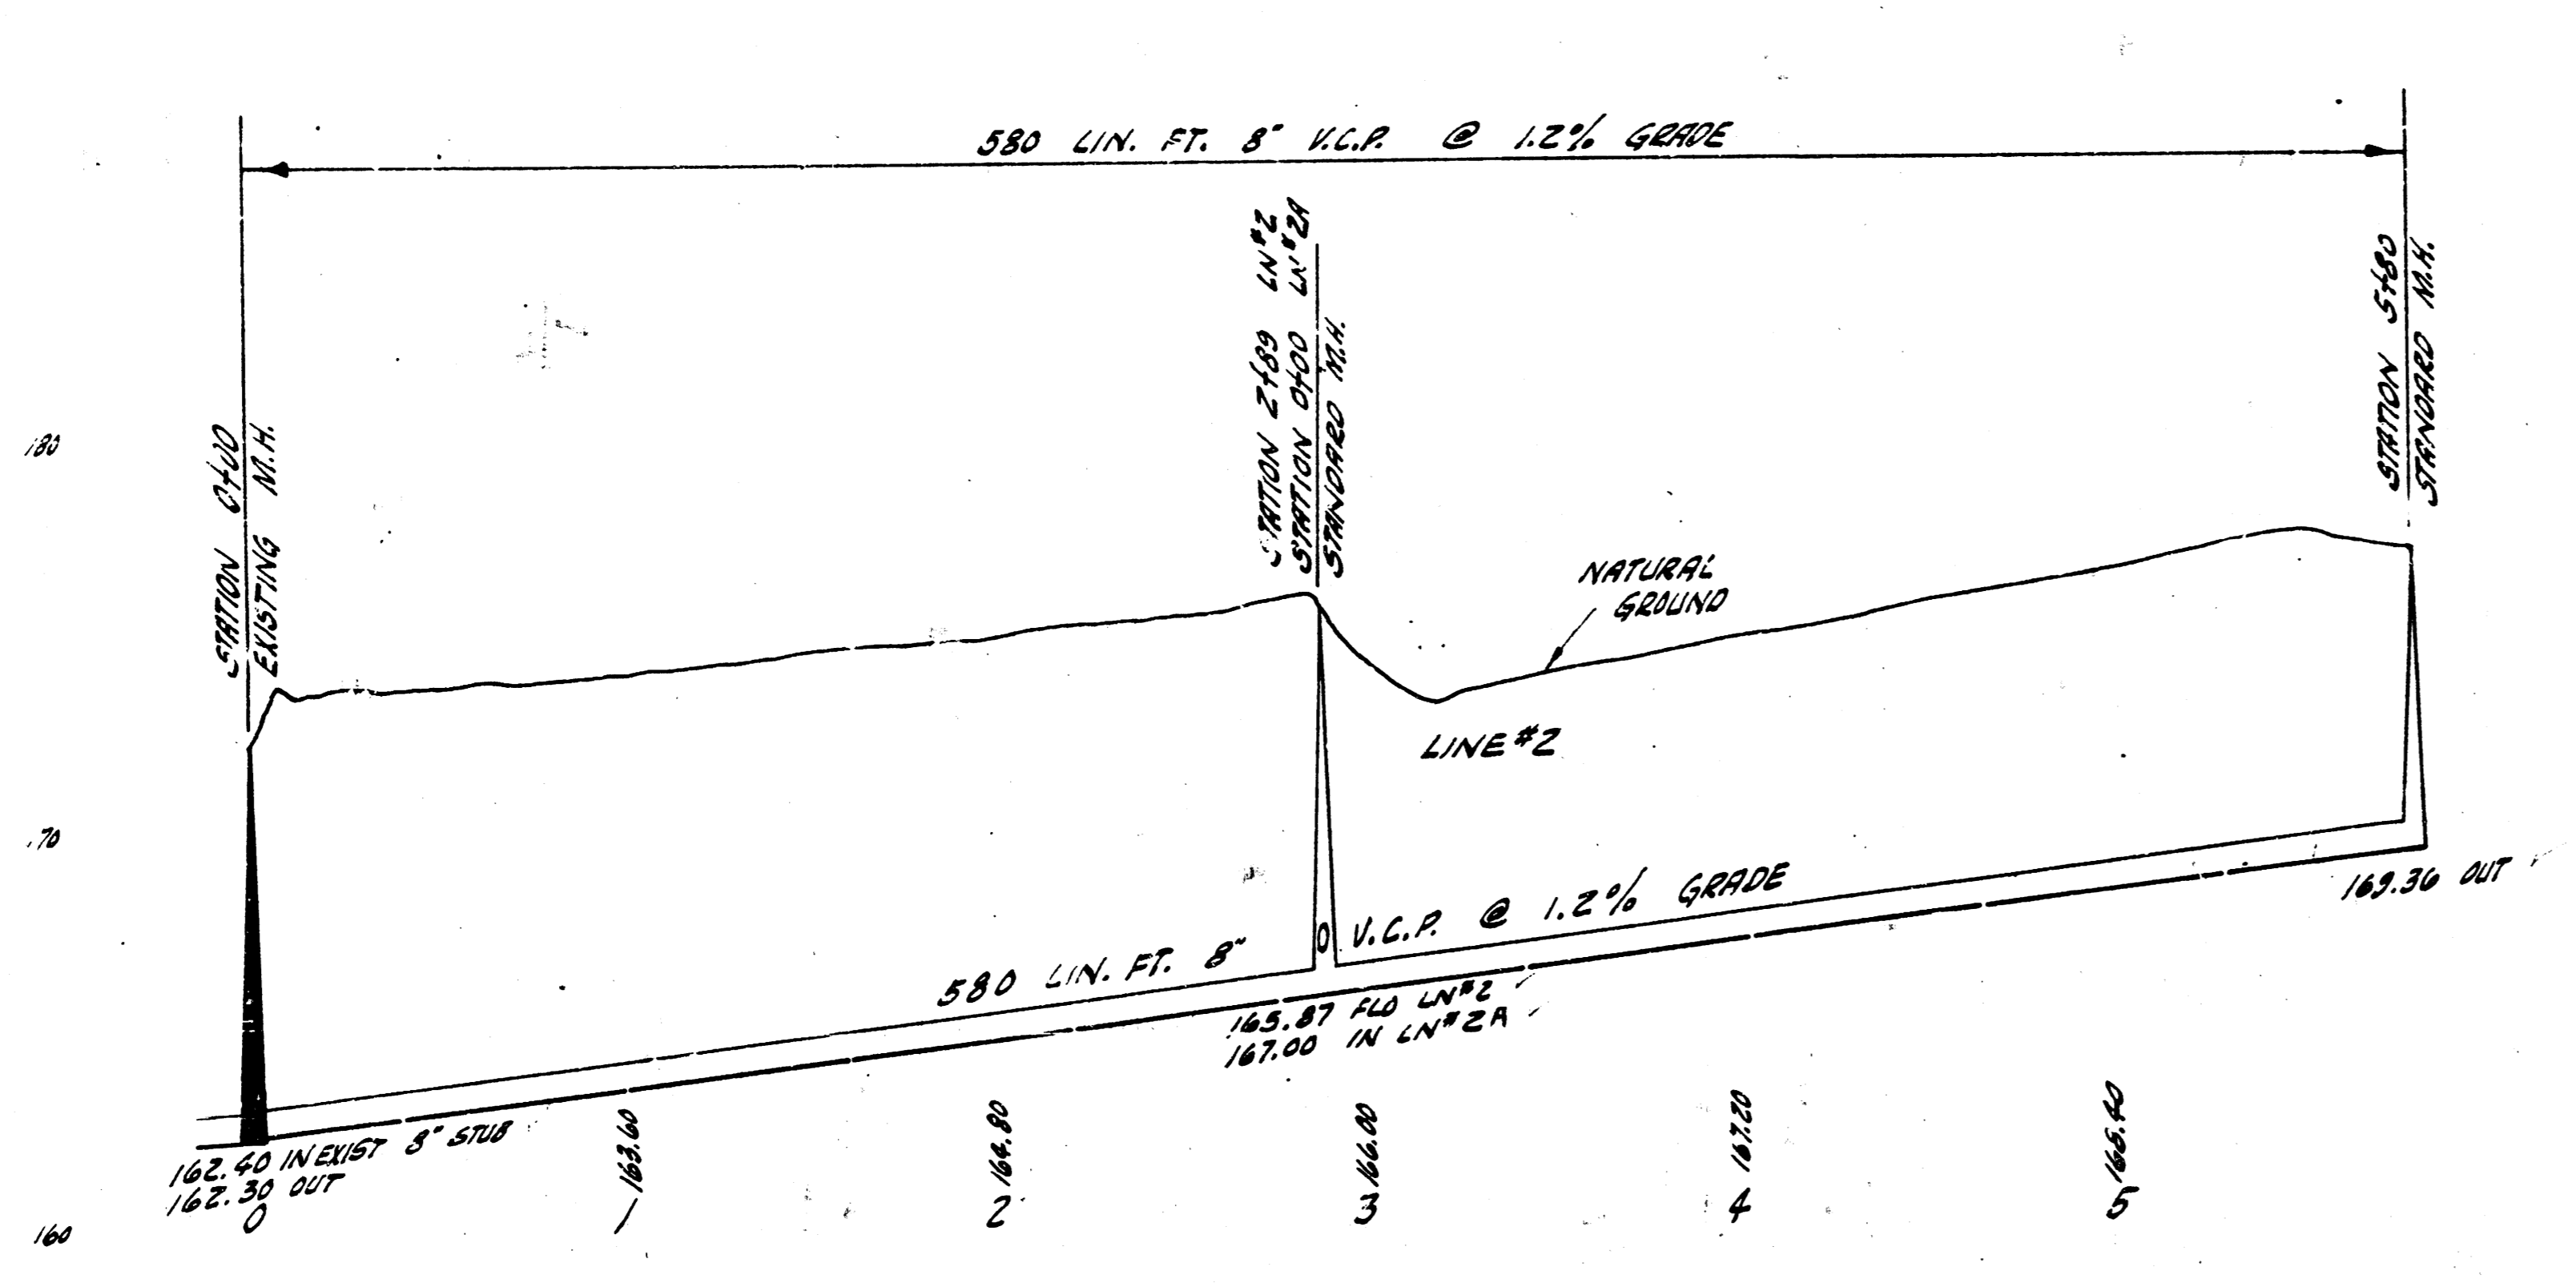 580 LIN. FT. 8" V.C.P. @ 1.2% GRADE
STATION 0+00
EXISTING M.H.
STATION 2+89 LN#2
STATION 0+00 LN#2A
STANDARD M.H.
STATION 5+80
STANDARD M.H.
180
NATURAL
GROUND
LINE #2
70
580 LIN. FT. 8" V.C.P. @ 1.2% GRADE
169.36 OUT
165.87 FLO LN#2
167.00 IN LN#2A
162.40 IN EXIST 8" STUB
162.30 OUT
163.60
164.80
166.00
167.20
168.40
0 1 2 3 4 5
160